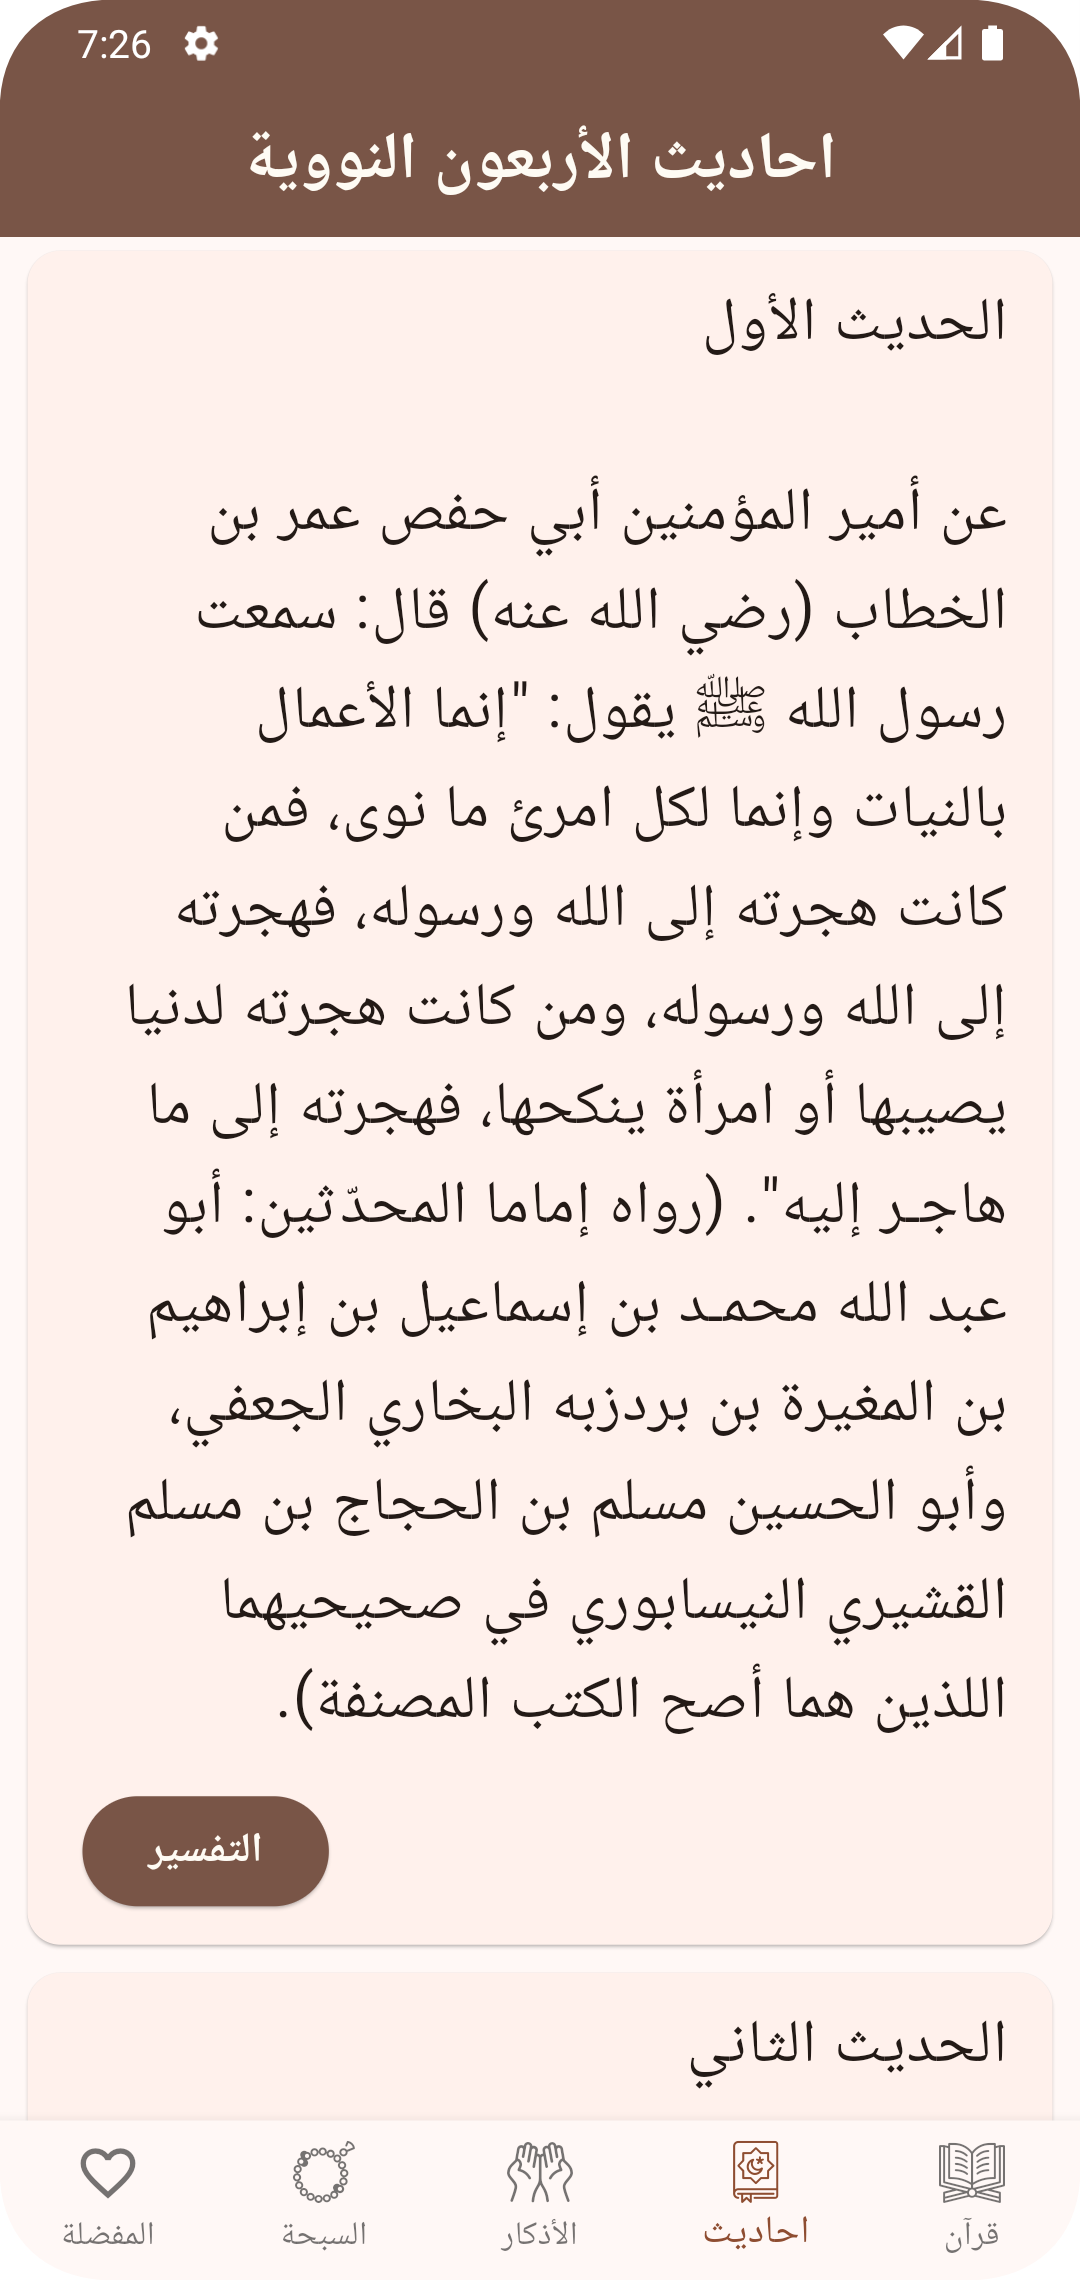 7:26
احاديث الأربعون النووية
الحديث الأول
عن أمير المؤمنين أبي حفص عمر بن
الخطاب (رضي الله عنه) قال: سمعت
رسول الله ﷺ يقول: "إنما الأعمال
بالنيات وإنما لكل امرئ ما نوى، فمن
كانت هجرته إلى الله ورسوله، فهجرته
إلى الله ورسوله، ومن كانت هجرته لدنيا
يصيبها أو امرأة ينكحها، فهجرته إلى ما
هاجـر إليه". (رواه إماما المحدّثين: أبو
عبد الله محمـد بن إسماعيل بن إبراهيم
بن المغيرة بن بردزبه البخاري الجعفي،
وأبو الحسين مسلم بن الحجاج بن مسلم
القشيري النيسابوري في صحيحيهما
اللذين هما أصح الكتب المصنفة).
التفسير
الحديث الثاني
قرآن
احاديث
الأذكار
السبحة
المفضلة